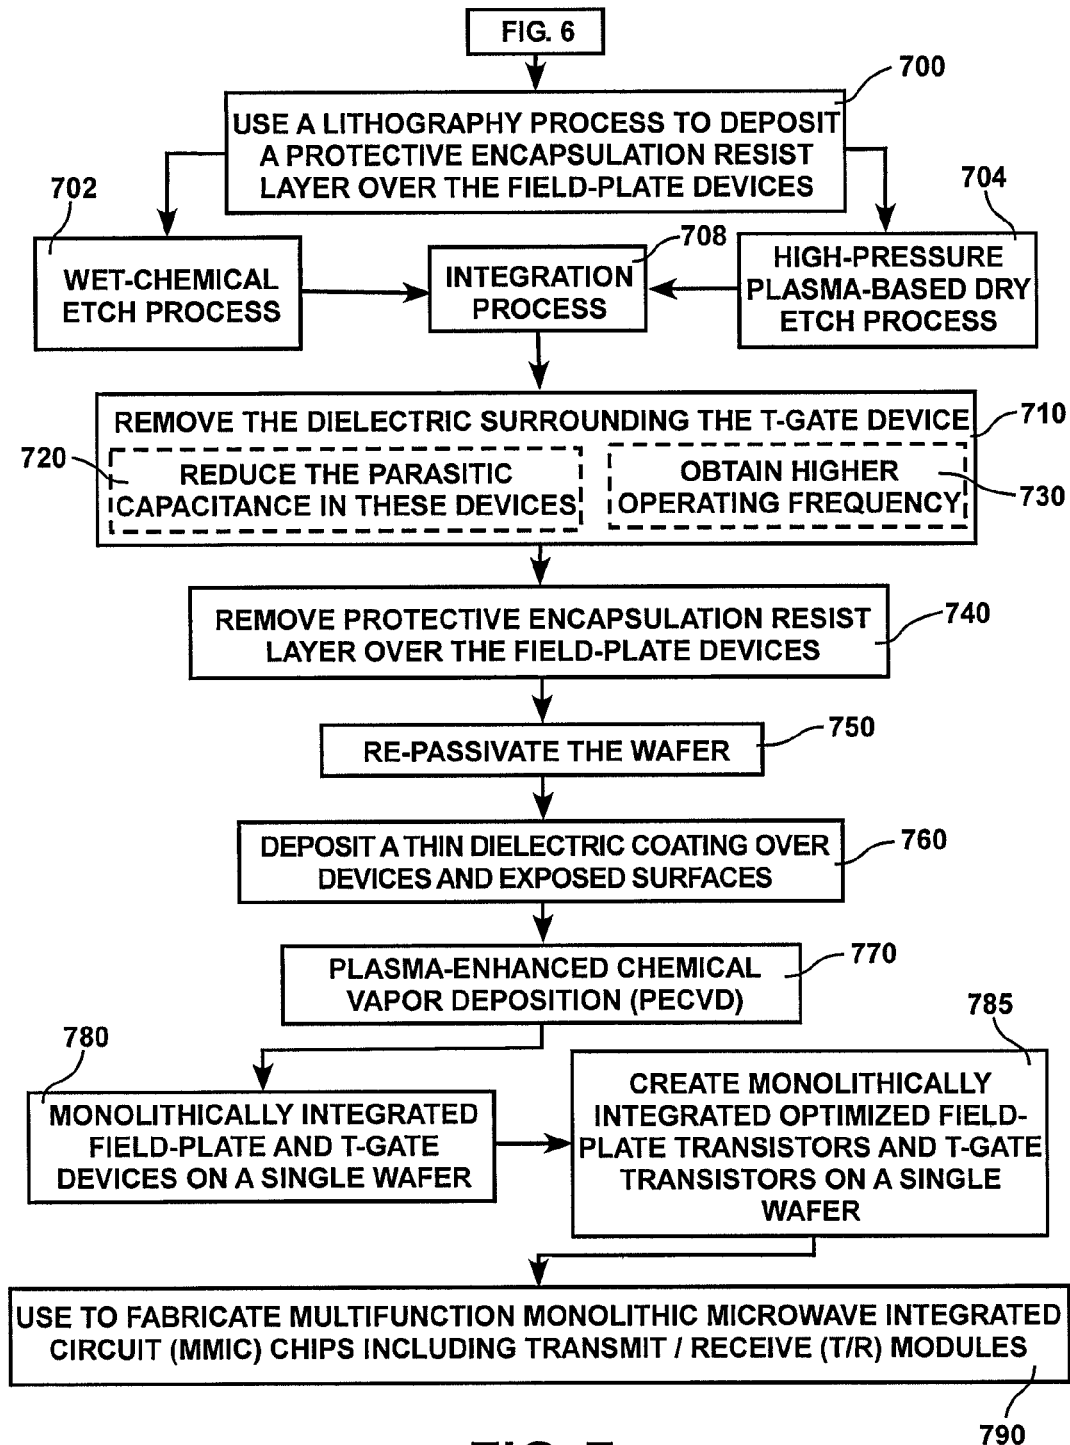 FIG. 6
700
USE A LITHOGRAPHY PROCESS TO DEPOSIT
A PROTECTIVE ENCAPSULATION RESIST
LAYER OVER THE FIELD-PLATE DEVICES
702
WET-CHEMICAL
ETCH PROCESS
708
INTEGRATION
PROCESS
704
HIGH-PRESSURE
PLASMA-BASED DRY
ETCH PROCESS
REMOVE THE DIELECTRIC SURROUNDING THE T-GATE DEVICE
710
720
REDUCE THE PARASITIC
CAPACITANCE IN THESE DEVICES
OBTAIN HIGHER
OPERATING FREQUENCY
730
REMOVE PROTECTIVE ENCAPSULATION RESIST
LAYER OVER THE FIELD-PLATE DEVICES
740
RE-PASSIVATE THE WAFER
750
DEPOSIT A THIN DIELECTRIC COATING OVER
DEVICES AND EXPOSED SURFACES
760
PLASMA-ENHANCED CHEMICAL
VAPOR DEPOSITION (PECVD)
770
780
MONOLITHICALLY INTEGRATED
FIELD-PLATE AND T-GATE
DEVICES ON A SINGLE WAFER
785
CREATE MONOLITHICALLY
INTEGRATED OPTIMIZED FIELD-
PLATE TRANSISTORS AND T-GATE
TRANSISTORS ON A SINGLE
WAFER
USE TO FABRICATE MULTIFUNCTION MONOLITHIC MICROWAVE INTEGRATED
CIRCUIT (MMIC) CHIPS INCLUDING TRANSMIT / RECEIVE (T/R) MODULES
790